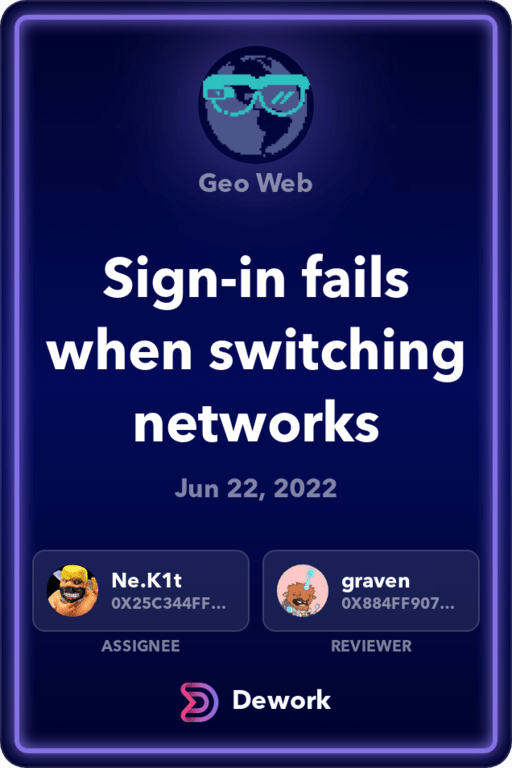 Geo Web
Sign-in fails
when switching
networks
Jun 22, 2022
Ne.K1t
0X25C344FF...
ASSIGNEE
graven
0X884FF907...
REVIEWER
Dework